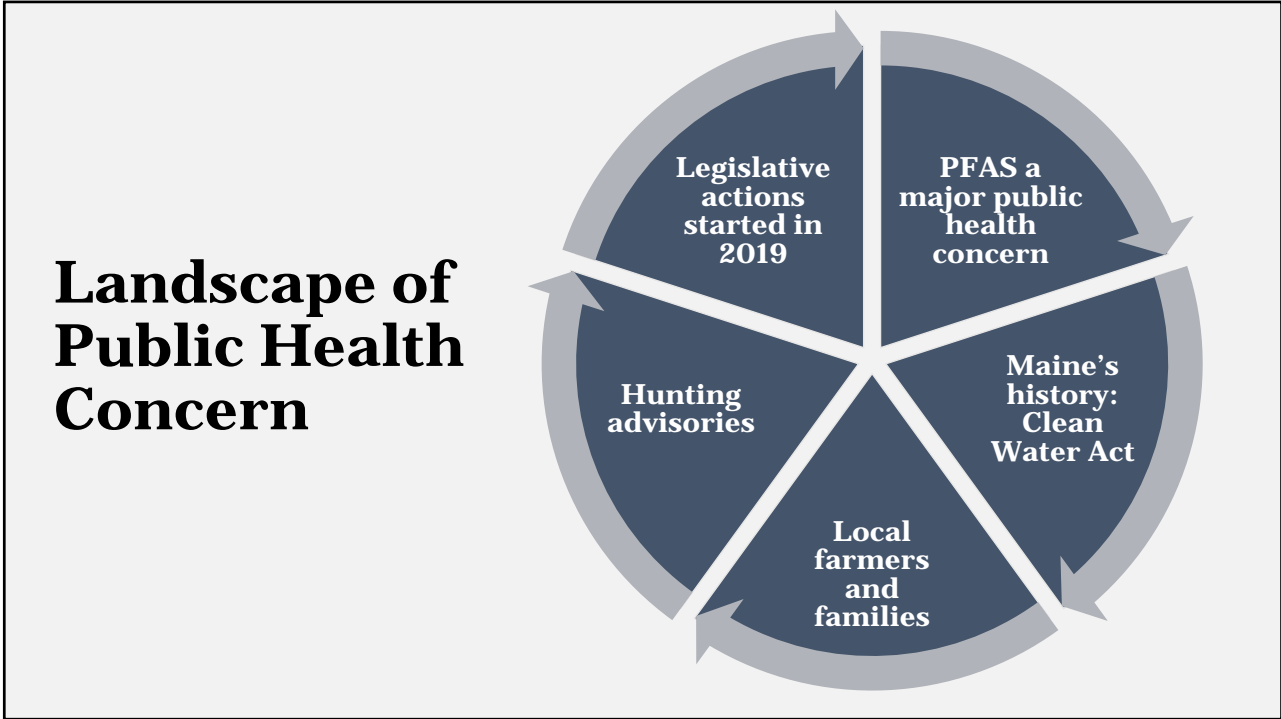 Landscape of
Public Health
Concern
PFAS a
major public
health
concern
Maine’s
history:
Clean
Water Act
Local
farmers
and
families
Hunting
advisories
Legislative
actions
started in
2019